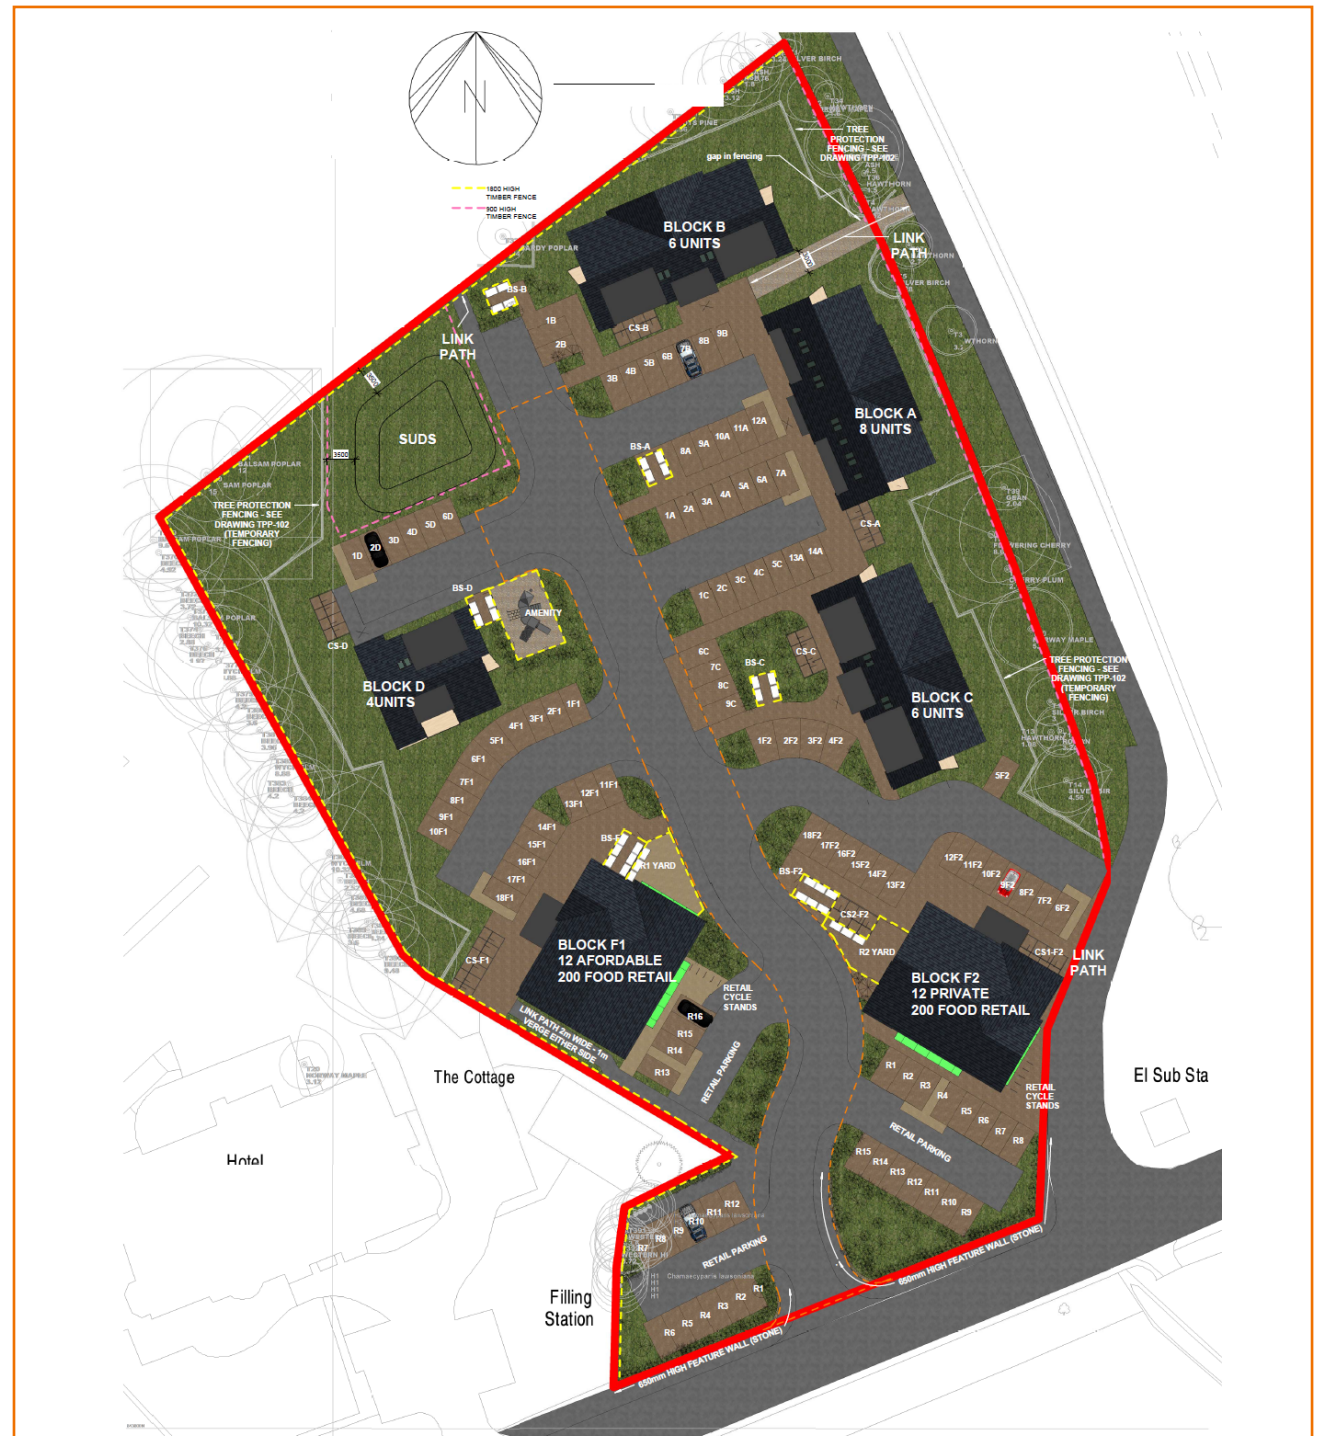 N
1800 HIGH
TIMBER FENCE
900 HIGH
TIMBER FENCE
TREE
PROTECTION
FENCING - SEE
DRAWING TPP-102
gap in fencing
HAWTHORN
BLOCK B
6 UNITS
LINK
PATH
BS-B
1B
2B
CS-B
3B
4B
5B
6B
7B
8B
9B
LINK
PATH
SUDS
3500
BALSAM POPLAR
12
TREE PROTECTION
FENCING - SEE
DRAWING TPP-102
(TEMPORARY
FENCING)
BLOCK A
8 UNITS
BS-A
8A
9A
10A
11A
12A
1A
2A
3A
4A
5A
6A
7A
CS-A
1D
2D
3D
4D
5D
6D
BS-D
AMENITY
CS-D
BLOCK D
4UNITS
1C
2C
3C
4C
5C
13A
14A
6C
7C
8C
9C
BS-C
CS-C
BLOCK C
6 UNITS
TREE PROTECTION
FENCING - SEE
DRAWING TPP-102
(TEMPORARY
FENCING)
1F1
2F1
3F1
4F1
5F1
6F1
7F1
8F1
9F1
10F1
11F1
12F1
13F1
14F1
15F1
16F1
17F1
18F1
R1 YARD
1F2
2F2
3F2
4F2
5F2
18F2
17F2
16F2
15F2
14F2
13F2
12F2
11F2
10F2
9F2
8F2
7F2
6F2
BS-F2
CS2-F2
R2 YARD
CS1-F2
LINK
PATH
CS-F1
BLOCK F1
12 AFORDABLE
200 FOOD RETAIL
BLOCK F2
12 PRIVATE
200 FOOD RETAIL
LINK PATH 2m WIDE - 1m
VERGE EITHER SIDE
RETAIL
CYCLE
STANDS
R16
R15
R14
R13
RETAIL PARKING
R1
R2
R3
R4
R5
R6
R7
R8
RETAIL
CYCLE
STANDS
RETAIL PARKING
R15
R14
R13
R12
R11
R10
R9
The Cottage
Hotel
El Sub Sta
Filling
Station
R7
R8
R9
R10
R11
R12
RETAIL PARKING
R1
R2
R3
R4
R5
R6
650mm HIGH FEATURE WALL (STONE)
650mm HIGH FEATURE WALL (STONE)